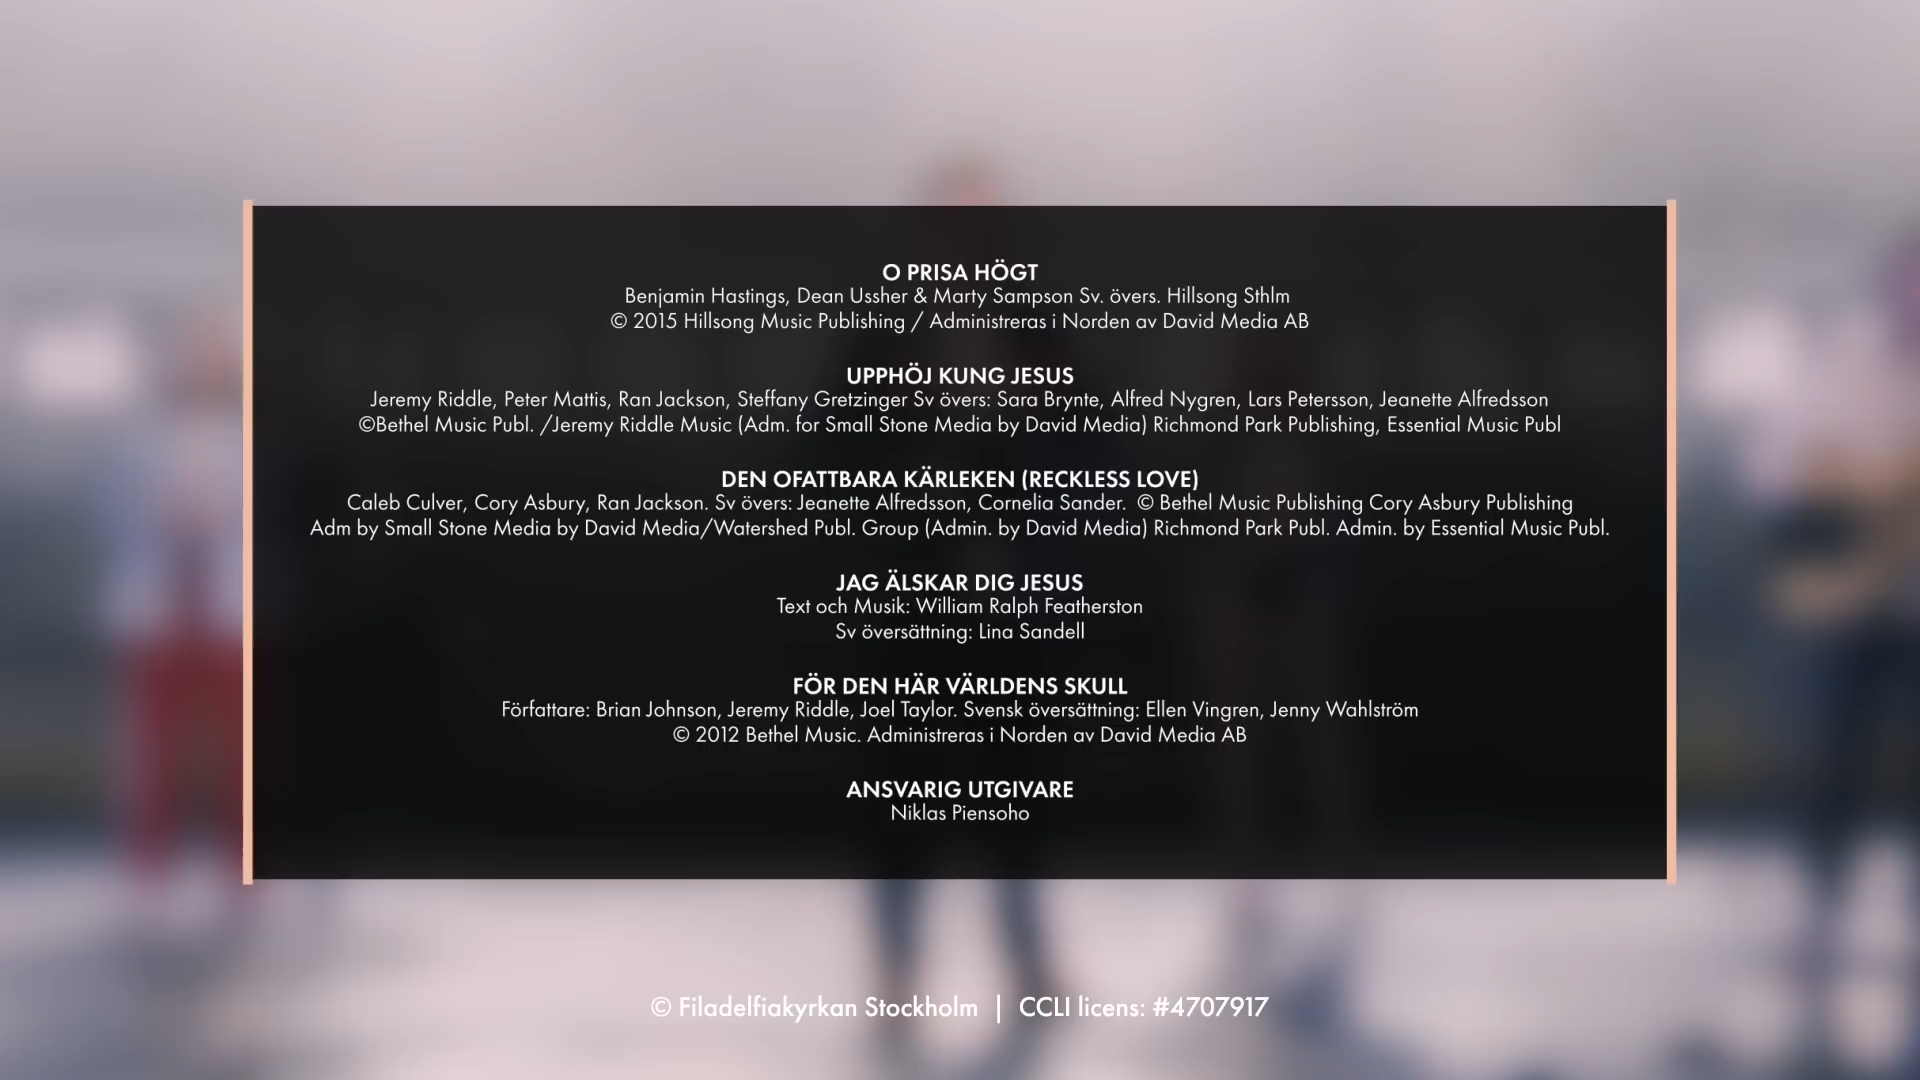 O PRISA HÖGT
Benjamin Hastings, Dean Ussher & Marty Sampson Sv. övers. Hillsong Sthlm
© 2015 Hillsong Music Publishing / Administreras i Norden av David Media AB
UPPHÖJ KUNG JESUS
Jeremy Riddle, Peter Mattis, Ran Jackson, Steffany Gretzinger Sv övers: Sara Brynte, Alfred Nygren, Lars Petersson, Jeanette Alfredsson
©Bethel Music Publ. /Jeremy Riddle Music (Adm. for Small Stone Media by David Media) Richmond Park Publishing, Essential Music Publ
DEN OFATTBARA KÄRLEKEN (RECKLESS LOVE)
Caleb Culver, Cory Asbury, Ran Jackson. Sv övers: Jeanette Alfredsson, Cornelia Sander. © Bethel Music Publishing Cory Asbury Publishing
Adm by Small Stone Media by David Media/Watershed Publ. Group (Admin. by David Media) Richmond Park Publ. Admin. by Essential Music Publ.
JAG ÄLSKAR DIG JESUS
Text och Musik: William Ralph Featherston
Sv översättning: Lina Sandell
FÖR DEN HÄR VÄRLDENS SKULL
Författare: Brian Johnson, Jeremy Riddle, Joel Taylor. Svensk översättning: Ellen Vingren, Jenny Wahlström
© 2012 Bethel Music. Administreras i Norden av David Media AB
ANSVARIG UTGIVARE
Niklas Piensoho
© Filadelfiakyrkan Stockholm | CCLI licens: #4707917